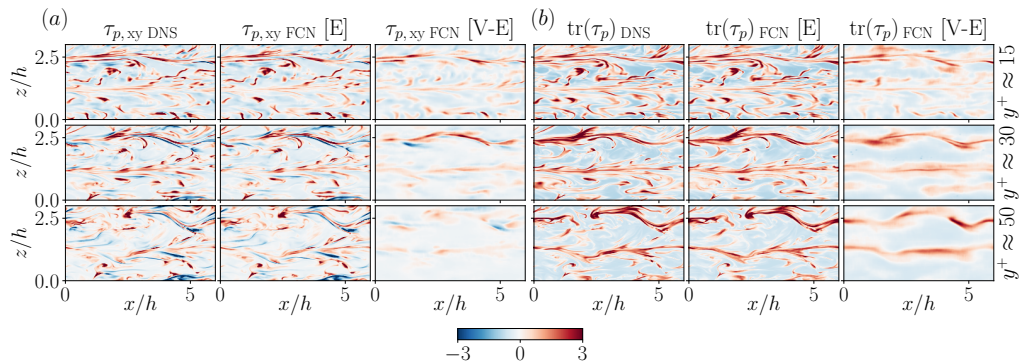 (a) τp, xy DNS τp, xy FCN [E] τp, xy FCN [V-E] (b) tr(τp) DNS tr(τp) FCN [E] tr(τp) FCN [V-E]
2.5 z/h 0.0 y+ ≈ 15
2.5 z/h 0.0 y+ ≈ 30
2.5 z/h 0.0 y+ ≈ 50
0 5 0 5 0 5 0 5 0 5 0 5
x/h x/h x/h x/h x/h x/h
−3 0 3